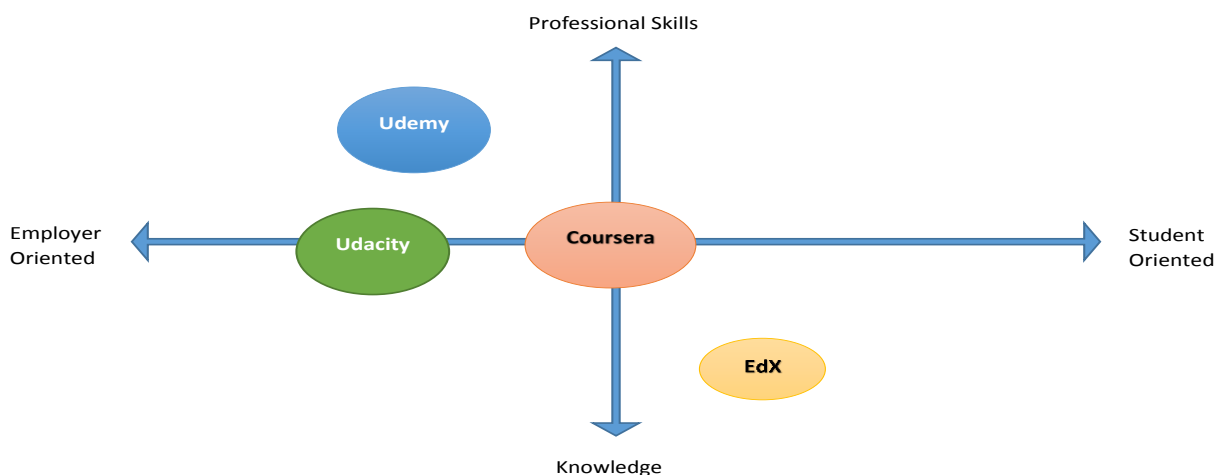 Professional Skills
Udemy
Employer
Oriented
Udacity
Coursera
Student
Oriented
EdX
Knowledge